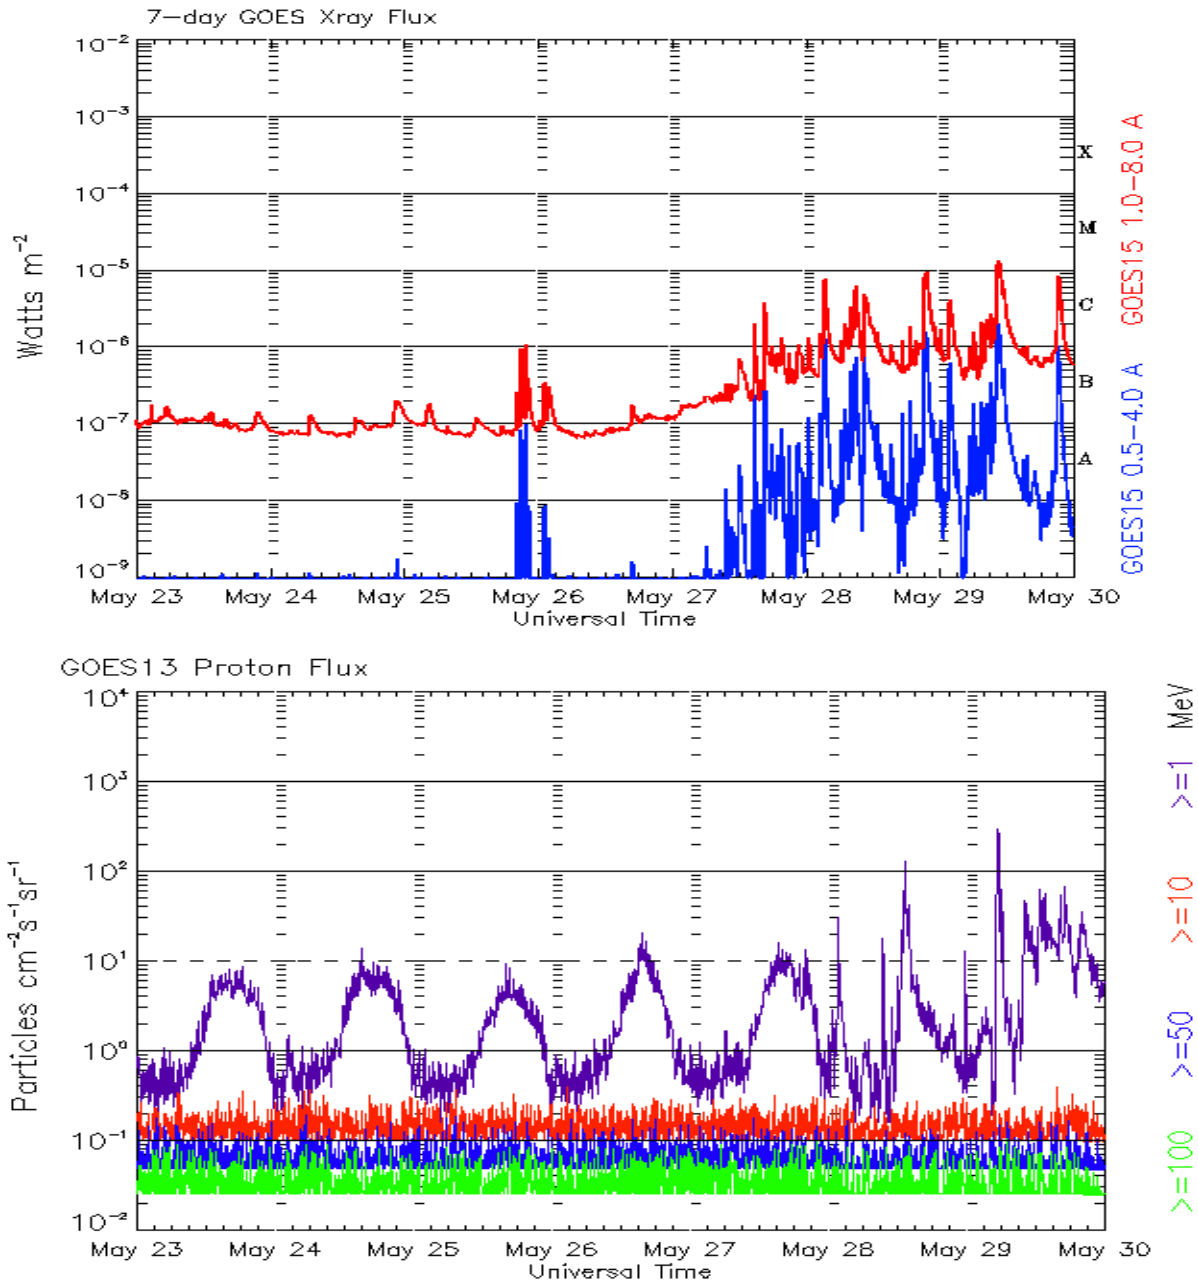 7-day GOES Xray Flux
10⁻²
10⁻³
10⁻⁴
10⁻⁵
10⁻⁶
10⁻⁷
10⁻⁸
10⁻⁹
Watts m⁻²
X
M
C
B
A
GOES15 1.0-8.0 A
GOES15 0.5-4.0 A
May 23 May 24 May 25 May 26 May 27 May 28 May 29 May 30
Universal Time
GOES13 Proton Flux
10⁴
10³
10²
10¹
10⁰
10⁻¹
10⁻²
Particles cm⁻²s⁻¹sr⁻¹
MeV
>=1
>=10
>=50
>=100
May 23 May 24 May 25 May 26 May 27 May 28 May 29 May 30
Universal Time